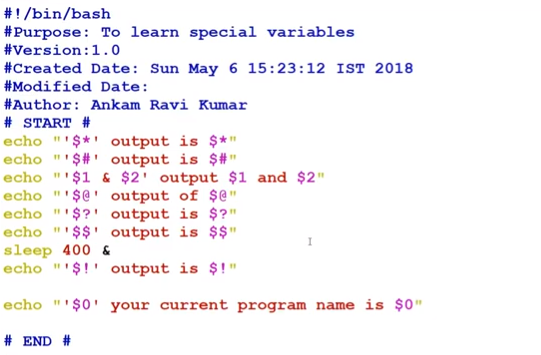 #!/bin/bash
#Purpose: To learn special variables
#Version:1.0
#Created Date: Sun May 6 15:23:12 IST 2018
#Modified Date:
#Author: Ankam Ravi Kumar
# START #
echo "'$*' output is $*"
echo "'$#' output is $#"
echo "'$1 & $2' output $1 and $2"
echo "'$@' output of $@"
echo "'$?' output is $?"
echo "'$$' output is $$"
sleep 400 &
echo "'$!' output is $!"
echo "'$0' your current program name is $0"
# END #